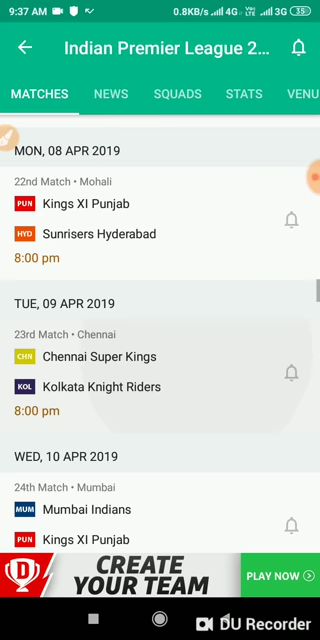 9:37 AM 0.8KB/s 4G VoLTE 3G 35
Indian Premier League 2...
MATCHES NEWS SQUADS STATS VENU
MON, 08 APR 2019
22nd Match • Mohali
PUN Kings XI Punjab
HYD Sunrisers Hyderabad
8:00 pm
TUE, 09 APR 2019
23rd Match • Chennai
CHN Chennai Super Kings
KOL Kolkata Knight Riders
8:00 pm
WED, 10 APR 2019
24th Match • Mumbai
MUM Mumbai Indians
PUN Kings XI Punjab
D CREATE
YOUR TEAM
PLAY NOW
DU Recorder